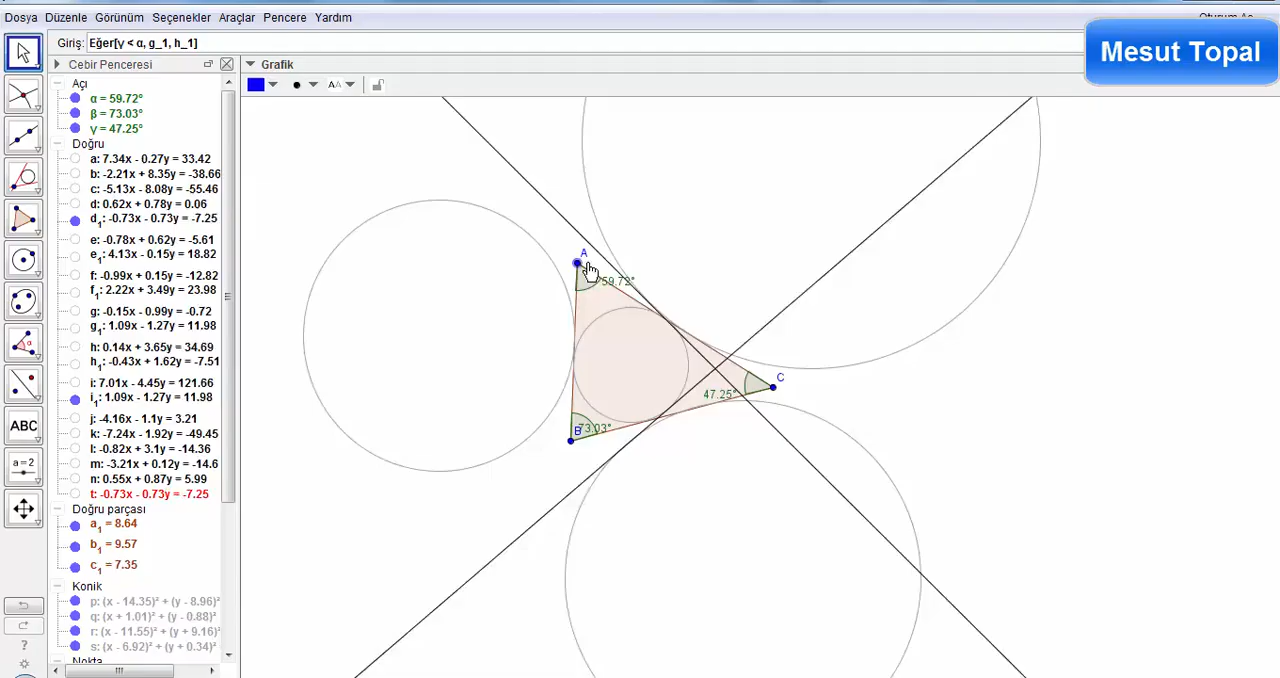 Dosya Düzenle Görünüm Seçenekler Araçlar Pencere Yardım
Giriş: Eğer[γ < α, g_1, h_1]
Mesut Topal
Cebir Penceresi
Grafik
Açı
α = 59.72°
β = 73.03°
γ = 47.25°
Doğru
a: 7.34x - 0.27y = 33.42
b: -2.21x + 8.35y = -38.66
c: -5.13x - 8.08y = -55.46
d: 0.62x + 0.78y = 0.06
d₁: -0.73x - 0.73y = -7.25
e: -0.78x + 0.62y = -5.61
e₁: 4.13x - 0.15y = 18.82
f: -0.99x + 0.15y = -12.82
f₁: 2.22x + 3.49y = 23.98
g: -0.15x - 0.99y = -0.72
g₁: 1.09x - 1.27y = 11.98
h: 0.14x + 3.65y = 34.69
h₁: -0.43x + 1.62y = -7.51
i: 7.01x - 4.45y = 121.66
i₁: 1.09x - 1.27y = 11.98
j: -4.16x - 1.1y = 3.21
k: -7.24x - 1.92y = -49.45
l: -0.82x + 3.1y = -14.36
m: -3.21x + 0.12y = -14.6
n: 0.55x + 0.87y = 5.99
t: -0.73x - 0.73y = -7.25
Doğru parçası
a₁ = 8.64
b₁ = 9.57
c₁ = 7.35
Konik
p: (x - 14.35)² + (y - 8.96)²
q: (x + 1.01)² + (y - 0.88)²
r: (x - 11.55)² + (y + 9.16)²
s: (x - 6.92)² + (y + 0.34)²
ABC
a = 2
AA
A
59.72°
C
47.25°
B
73.03°